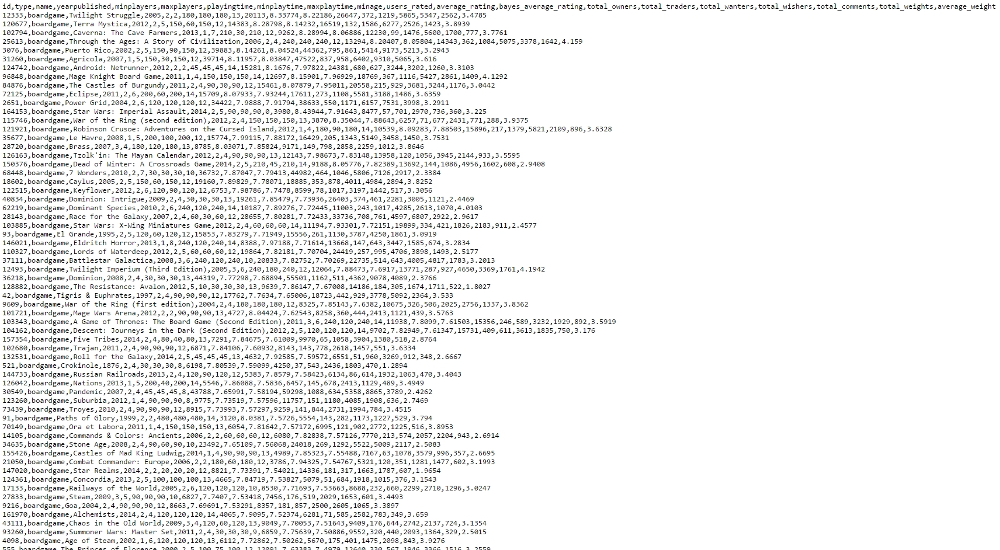 id,type,name,yearpublished,minplayers,maxplayers,playingtime,minplaytime,maxplaytime,minage,users_rated,average_rating,bayes_average_rating,total_owners,total_traders,total_wanters,total_wishers,total_comments,total_weights,average_weight
12333,boardgame,Twilight Struggle,2005,2,2,180,180,180,13,20113,8.33774,8.22186,26647,372,1219,5865,5347,2562,3.4785
120677,boardgame,Terra Mystica,2012,2,5,150,60,150,12,14383,8.28798,8.14232,16519,132,1586,6277,2526,1423,3.8939
102794,boardgame,Caverna: The Cave Farmers,2013,1,7,210,30,210,12,9262,8.28994,8.06886,12230,99,1476,5600,1700,777,3.7761
25613,boardgame,Through the Ages: A Story of Civilization,2006,2,4,240,240,240,12,13294,8.20407,8.05804,14343,362,1084,5075,3378,1642,4.159
3076,boardgame,Puerto Rico,2002,2,5,150,90,150,12,39883,8.14261,8.04524,44362,795,861,5414,9173,5213,3.2943
31260,boardgame,Agricola,2007,1,5,150,30,150,12,39714,8.11957,8.03847,47522,837,958,6402,9310,5065,3.616
124742,boardgame,Android: Netrunner,2012,2,2,45,45,45,14,15281,8.1676,7.97822,24381,680,627,3244,3202,1260,3.3103
96848,boardgame,Mage Knight Board Game,2011,1,4,150,150,150,14,12697,8.15901,7.96929,18769,367,1116,5427,2861,1409,4.1292
84876,boardgame,The Castles of Burgundy,2011,2,4,90,30,90,12,15461,8.07879,7.95011,20558,215,929,3681,3244,1176,3.0442
72125,boardgame,Eclipse,2011,2,6,200,60,200,14,15709,8.07933,7.93244,17611,273,1108,5581,3188,1486,3.6359
2651,boardgame,Power Grid,2004,2,6,120,120,120,12,34422,7.9888,7.91794,38633,550,1171,6157,7531,3998,3.2911
164153,boardgame,Star Wars: Imperial Assault,2014,2,5,90,90,90,0,3980,8.43944,7.91643,8477,57,701,2970,736,360,3.225
115746,boardgame,War of the Ring (second edition),2012,2,4,150,150,150,13,3870,8.35044,7.88643,6257,71,677,2431,771,288,3.9375
121921,boardgame,Robinson Crusoe: Adventures on the Cursed Island,2012,1,4,180,90,180,14,10539,8.09283,7.88503,15896,217,1379,5821,2109,896,3.6328
35677,boardgame,Le Havre,2008,1,5,200,100,200,12,15774,7.99115,7.88172,16429,205,1343,5149,3458,1450,3.7531
28720,boardgame,Brass,2007,3,4,180,120,180,13,8785,8.03071,7.85824,9171,149,798,2858,2259,1012,3.8646
126163,boardgame,Tzolk'in: The Mayan Calendar,2012,2,4,90,90,90,13,12143,7.98673,7.83148,13958,120,1056,3945,2144,933,3.5595
150376,boardgame,Dead of Winter: A Crossroads Game,2014,2,5,210,45,210,14,9188,8.05776,7.82389,13692,144,1086,4956,1602,608,2.9408
68448,boardgame,7 Wonders,2010,2,7,30,30,30,10,36732,7.87047,7.79413,44982,464,1046,5806,7126,2917,2.3384
18602,boardgame,Caylus,2005,2,5,150,60,150,12,19160,7.89829,7.78071,18885,353,878,4011,4984,2894,3.8252
122515,boardgame,Keyflower,2012,2,6,120,90,120,12,6753,7.98786,7.7478,8599,78,1017,3197,1442,517,3.3056
40834,boardgame,Dominion: Intrigue,2009,2,4,30,30,30,13,19261,7.85479,7.73936,26403,374,461,2281,3005,1121,2.4469
62219,boardgame,Dominant Species,2010,2,6,240,120,240,14,10187,7.89276,7.72445,11003,243,1017,4285,2613,1070,4.0103
28143,boardgame,Race for the Galaxy,2007,2,4,60,30,60,12,28655,7.80281,7.72433,33736,708,761,4597,6807,2922,2.9617
103885,boardgame,Star Wars: X-Wing Miniatures Game,2012,2,4,60,60,60,14,11194,7.93301,7.72151,19899,334,421,1826,2183,911,2.4577
93,boardgame,El Grande,1995,2,5,120,60,120,12,15853,7.83279,7.71949,15556,261,1130,3787,4250,1861,3.0919
146021,boardgame,Eldritch Horror,2013,1,8,240,120,240,14,8388,7.97188,7.71614,13668,147,643,3447,1585,674,3.2834
110327,boardgame,Lords of Waterdeep,2012,2,5,60,60,60,12,19864,7.82181,7.70704,24419,257,995,4706,3898,1493,2.5177
37111,boardgame,Battlestar Galactica,2008,3,6,240,120,240,10,20833,7.82752,7.70269,22735,514,643,4005,4817,1783,3.2013
12493,boardgame,Twilight Imperium (Third Edition),2005,3,6,240,180,240,12,12064,7.88473,7.6917,13771,287,927,4650,3369,1761,4.1942
36218,boardgame,Dominion,2008,2,4,30,30,30,13,44319,7.77298,7.68894,55501,1162,511,4362,9078,4089,2.3766
128882,boardgame,The Resistance: Avalon,2012,5,10,30,30,30,13,9639,7.86147,7.67008,14186,184,305,1674,1711,522,1.8027
42,boardgame,Tigris & Euphrates,1997,2,4,90,90,90,12,17762,7.7634,7.65006,18723,442,929,3778,5092,2364,3.533
9609,boardgame,War of the Ring (first edition),2004,2,4,180,180,180,12,8325,7.85143,7.6382,10675,326,506,2025,2756,1337,3.8362
101721,boardgame,Mage Wars Arena,2012,2,2,90,90,90,13,4727,8.04424,7.62543,8258,360,444,2413,1121,439,3.5763
103343,boardgame,A Game of Thrones: The Board Game (Second Edition),2011,3,6,240,120,240,14,11938,7.8099,7.61503,15356,246,589,3232,1929,892,3.5919
104162,boardgame,Descent: Journeys in the Dark (Second Edition),2012,2,5,120,120,120,14,9702,7.82949,7.61347,15731,409,611,3613,1835,750,3.176
157354,boardgame,Five Tribes,2014,2,4,80,40,80,13,7291,7.84675,7.61009,9970,65,1058,3904,1380,518,2.8764
102680,boardgame,Trajan,2011,2,4,90,90,90,12,6871,7.84106,7.60932,8143,143,778,2618,1457,551,3.6334
132531,boardgame,Roll for the Galaxy,2014,2,5,45,45,45,13,4632,7.92585,7.59572,6551,51,960,3269,912,348,2.6667
521,boardgame,Crokinole,1876,2,4,30,30,30,8,6198,7.80539,7.59099,4250,37,543,2436,1803,470,1.2894
144733,boardgame,Russian Railroads,2013,2,4,120,90,120,12,5383,7.8579,7.58423,6134,86,614,1932,1063,470,3.4043
126042,boardgame,Nations,2013,1,5,200,40,200,14,5546,7.86088,7.5836,6457,145,678,2413,1129,489,3.4949
30549,boardgame,Pandemic,2007,2,4,45,45,45,8,43788,7.65991,7.58194,59298,1088,634,5358,8865,3789,2.4262
123260,boardgame,Suburbia,2012,1,4,90,90,90,8,9775,7.73519,7.57596,11757,151,1180,4085,1908,636,2.7469
73439,boardgame,Troyes,2010,2,4,90,90,90,12,8915,7.73993,7.57297,9259,141,844,2731,1994,784,3.4515
91,boardgame,Paths of Glory,1999,2,2,480,480,480,14,3120,8.0381,7.5726,5554,143,282,1173,1227,529,3.794
70149,boardgame,Ora et Labora,2011,1,4,150,150,150,13,6054,7.81642,7.57172,6995,121,902,2772,1225,516,3.8953
14105,boardgame,Commands & Colors: Ancients,2006,2,2,60,60,60,12,6080,7.82838,7.57126,7770,213,574,2057,2204,943,2.6914
34635,boardgame,Stone Age,2008,2,4,90,60,90,10,23492,7.65109,7.56068,24018,269,1292,5522,5009,2117,2.5083
155426,boardgame,Castles of Mad King Ludwig,2014,1,4,90,90,90,13,4989,7.85323,7.55488,7167,63,1078,3579,996,357,2.6695
21050,boardgame,Combat Commander: Europe,2006,2,2,180,60,180,12,3786,7.94325,7.54767,5321,120,351,1281,1477,602,3.1993
147020,boardgame,Star Realms,2014,2,2,20,20,20,12,8821,7.73391,7.54021,14336,181,317,1663,1787,607,1.9654
124361,boardgame,Concordia,2013,2,5,100,100,100,13,4665,7.84719,7.53827,5079,51,684,1918,1015,376,3.1543
17133,boardgame,Railways of the World,2005,2,6,120,120,120,10,8530,7.71693,7.53663,8688,232,660,2299,2710,1296,3.0247
27833,boardgame,Steam,2009,3,5,90,90,90,10,6827,7.7407,7.53418,7456,176,519,2029,1653,601,3.4493
9216,boardgame,Goa,2004,2,4,90,90,90,12,8663,7.69691,7.53291,8357,181,857,2500,2605,1065,3.3897
161970,boardgame,Alchemists,2014,2,4,120,120,120,14,4065,7.9095,7.52374,6281,71,585,2582,783,349,3.659
43111,boardgame,Chaos in the Old World,2009,3,4,120,60,120,13,9049,7.70053,7.51643,9409,176,644,2742,2137,724,3.1354
93260,boardgame,Summoner Wars: Master Set,2011,2,4,30,30,30,9,6859,7.75639,7.50886,9552,320,440,2093,1364,329,2.5015
4098,boardgame,Age of Steam,2002,1,6,120,120,120,13,6112,7.72862,7.50262,5670,175,401,1475,2098,843,3.9276
555,boardgame,The Princes of Florence,2000,2,5,100,75,100,12,12091,7.63383,7.4979,12640,330,567,1946,3366,1516,3.2559